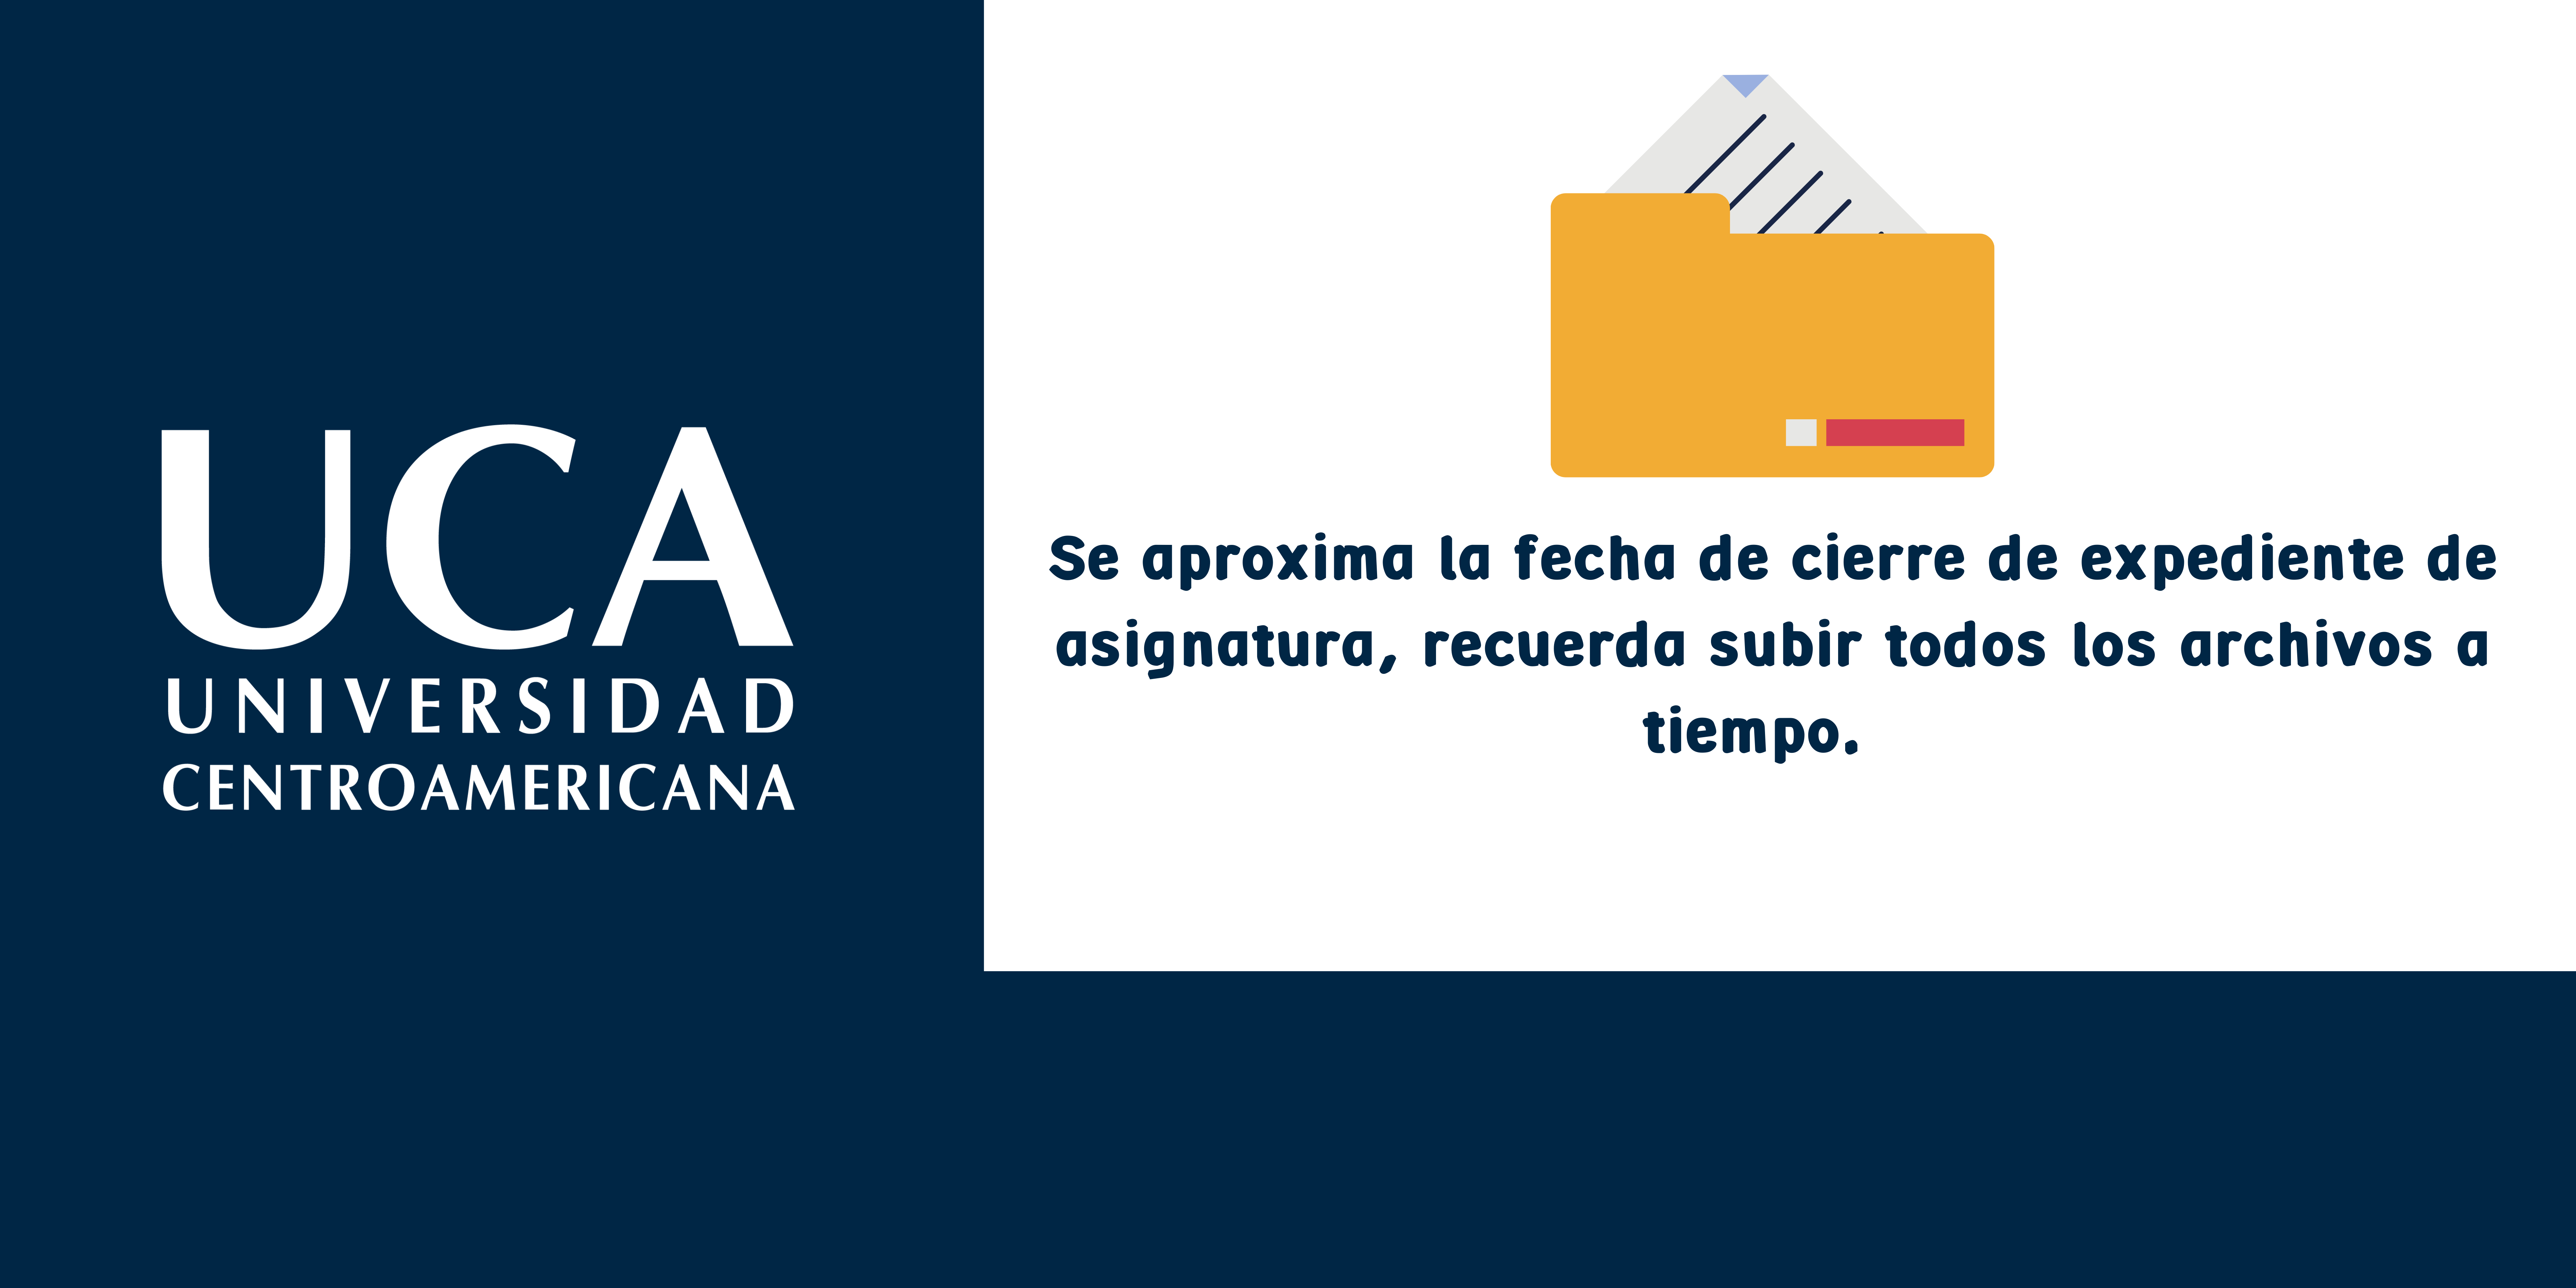 UCA
UNIVERSIDAD
CENTROAMERICANA
Se aproxima la fecha de cierre de expediente de
asignatura, recuerda subir todos los archivos a
tiempo.